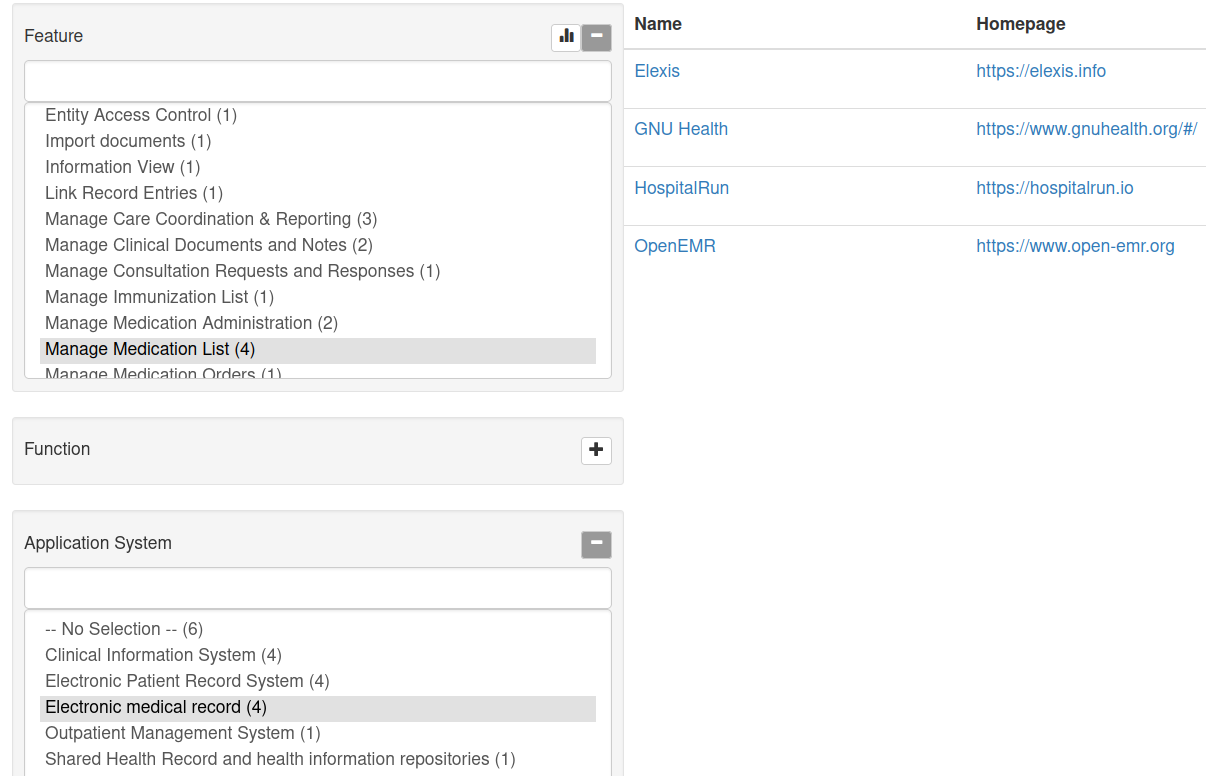 Feature
Entity Access Control (1)
Import documents (1)
Information View (1)
Link Record Entries (1)
Manage Care Coordination & Reporting (3)
Manage Clinical Documents and Notes (2)
Manage Consultation Requests and Responses (1)
Manage Immunization List (1)
Manage Medication Administration (2)
Manage Medication List (4)
Manage Medication Orders (1)
Function
Application System
-- No Selection -- (6)
Clinical Information System (4)
Electronic Patient Record System (4)
Electronic medical record (4)
Outpatient Management System (1)
Shared Health Record and health information repositories (1)
Name Homepage
Elexis https://elexis.info
GNU Health https://www.gnuhealth.org/#/
HospitalRun https://hospitalrun.io
OpenEMR https://www.open-emr.org